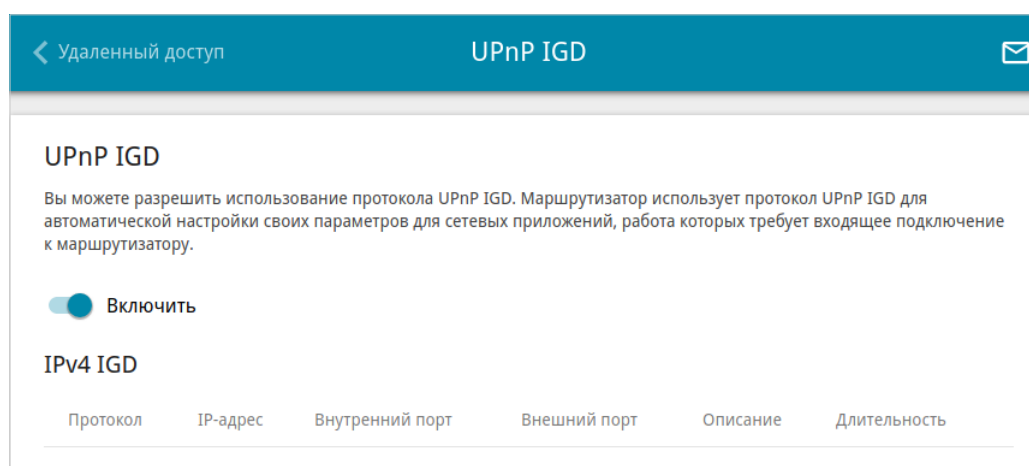 Удаленный доступ UPnP IGD
UPnP IGD
Вы можете разрешить использование протокола UPnP IGD. Маршрутизатор использует протокол UPnP IGD для
автоматической настройки своих параметров для сетевых приложений, работа которых требует входящее подключение
к маршрутизатору.
Включить
IPv4 IGD
Протокол IP-адрес Внутренний порт Внешний порт Описание Длительность